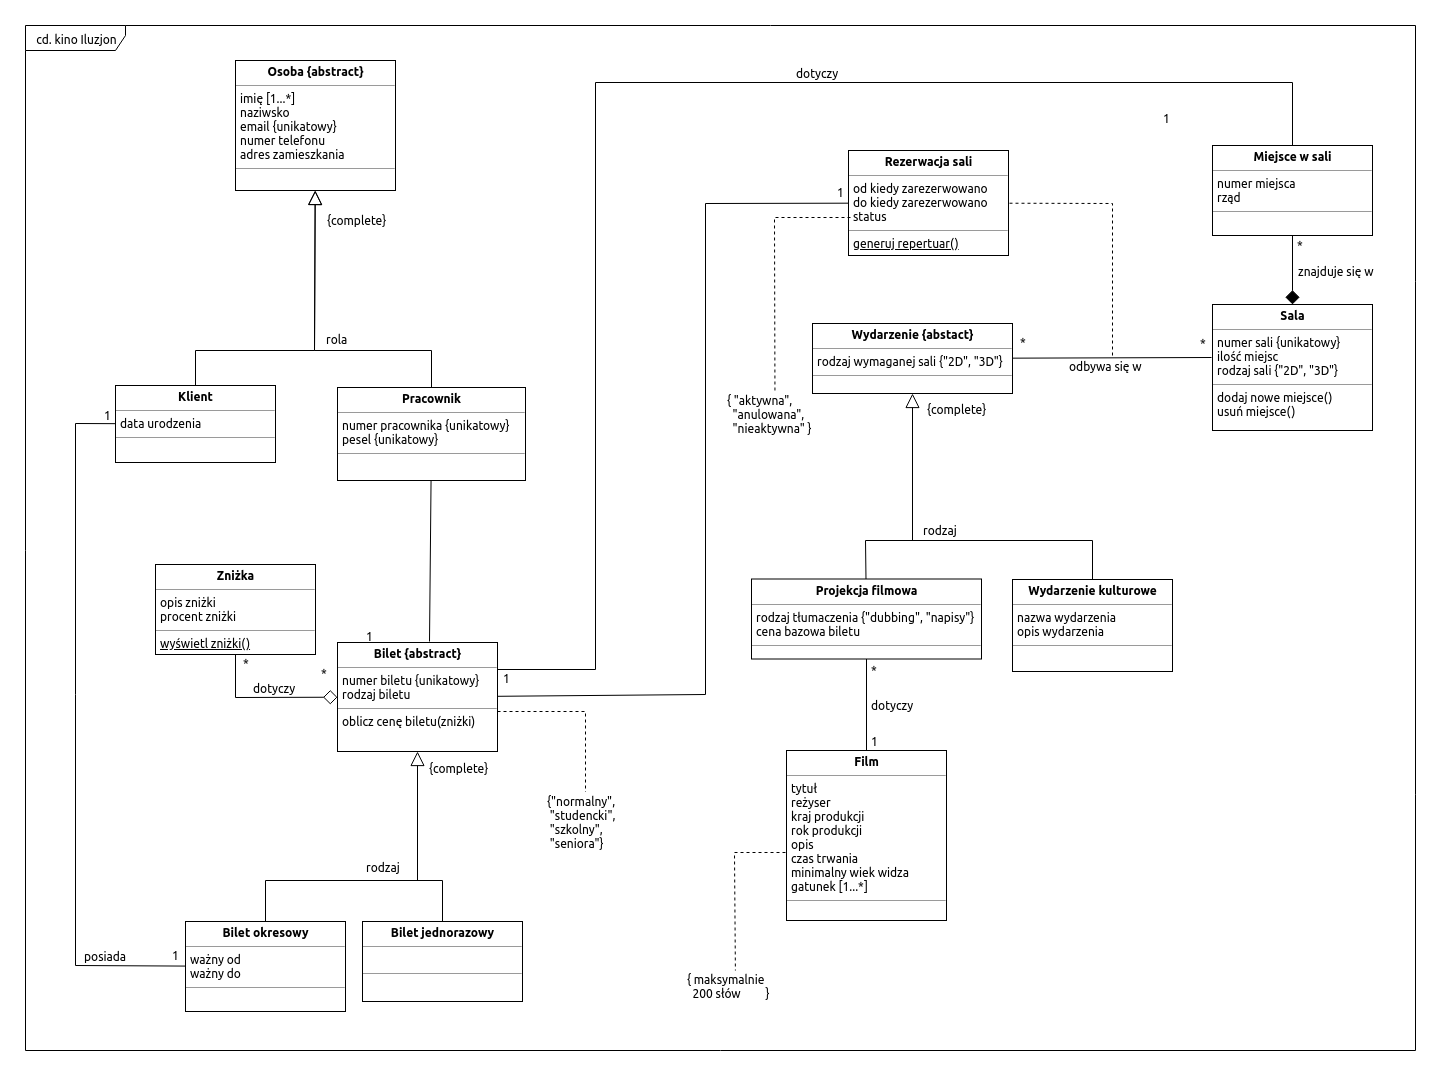 cd. kino Iluzjon
Osoba {abstract}
imię [1...*]
naziwsko
email {unikatowy}
numer telefonu
adres zamieszkania
{complete}
rola
Klient
data urodzenia
1
Pracownik
numer pracownika {unikatowy}
pesel {unikatowy}
Zniżka
opis zniżki
procent zniżki
wyświetl zniżki()
*
*
dotyczy
1
Bilet {abstract}
numer biletu {unikatowy}
rodzaj biletu
oblicz cenę biletu(zniżki)
1
{complete}
{"normalny",
"studencki",
"szkolny",
"seniora"}
rodzaj
Bilet okresowy
ważny od
ważny do
posiada
1
Bilet jednorazowy
dotyczy
1
Rezerwacja sali
od kiedy zarezerwowano
do kiedy zarezerwowano
status
generuj repertuar()
1
{ "aktywna",
"anulowana",
"nieaktywna" }
Miejsce w sali
numer miejsca
rząd
*
znajduje się w
Sala
numer sali {unikatowy}
ilość miejsc
rodzaj sali {"2D", "3D"}
dodaj nowe miejsce()
usuń miejsce()
Wydarzenie {abstact}
rodzaj wymaganej sali {"2D", "3D"}
*
*
odbywa się w
{complete}
rodzaj
Projekcja filmowa
rodzaj tłumaczenia {"dubbing", "napisy"}
cena bazowa biletu
Wydarzenie kulturowe
nazwa wydarzenia
opis wydarzenia
*
dotyczy
1
Film
tytuł
reżyser
kraj produkcji
rok produkcji
opis
czas trwania
minimalny wiek widza
gatunek [1...*]
{ maksymalnie
200 słów }